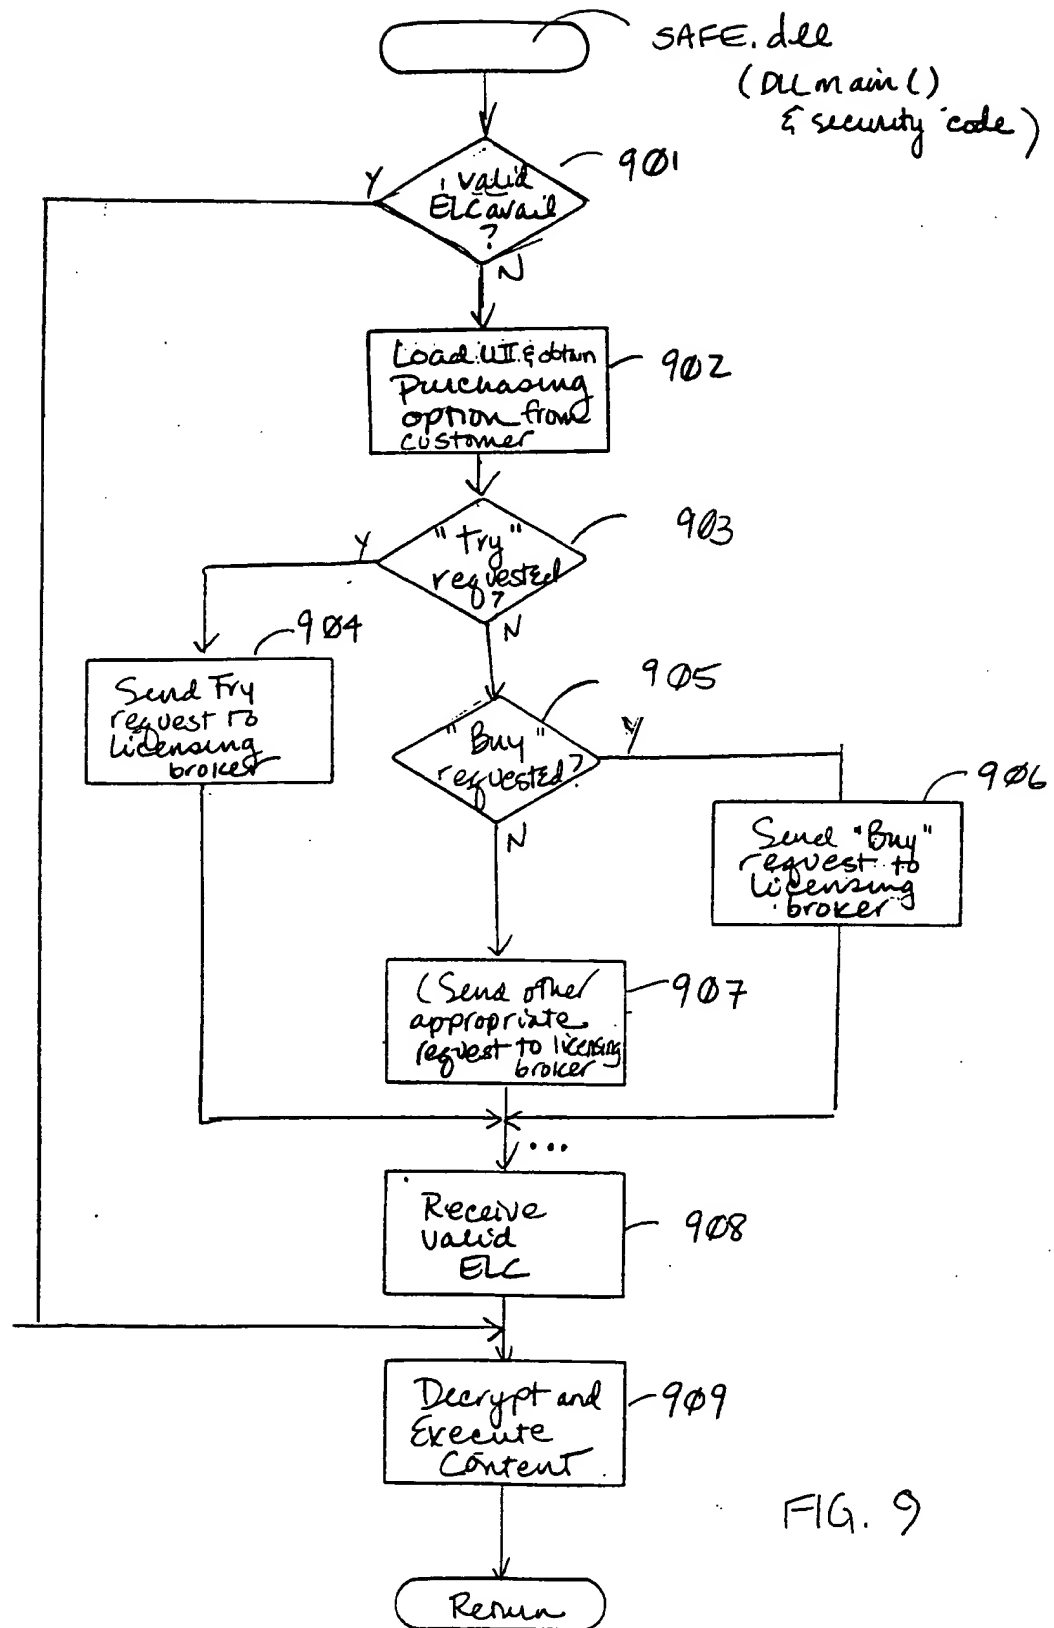 SAFE.dll
(DLLmain()
& security code)
901
Y
valid
ELC avail
?
N
Load UI & obtain
Purchasing
option from
customer
902
"Try"
requested
?
903
Y
N
904
Send Try
request to
licensing
broker
905
"Buy"
requested?
Y
N
906
Send "Buy"
request to
licensing
broker
(Send other
appropriate
request to licensing
broker
907
...
Receive
valid
ELC
908
Decrypt and
Execute
Content
909
FIG. 9
Return